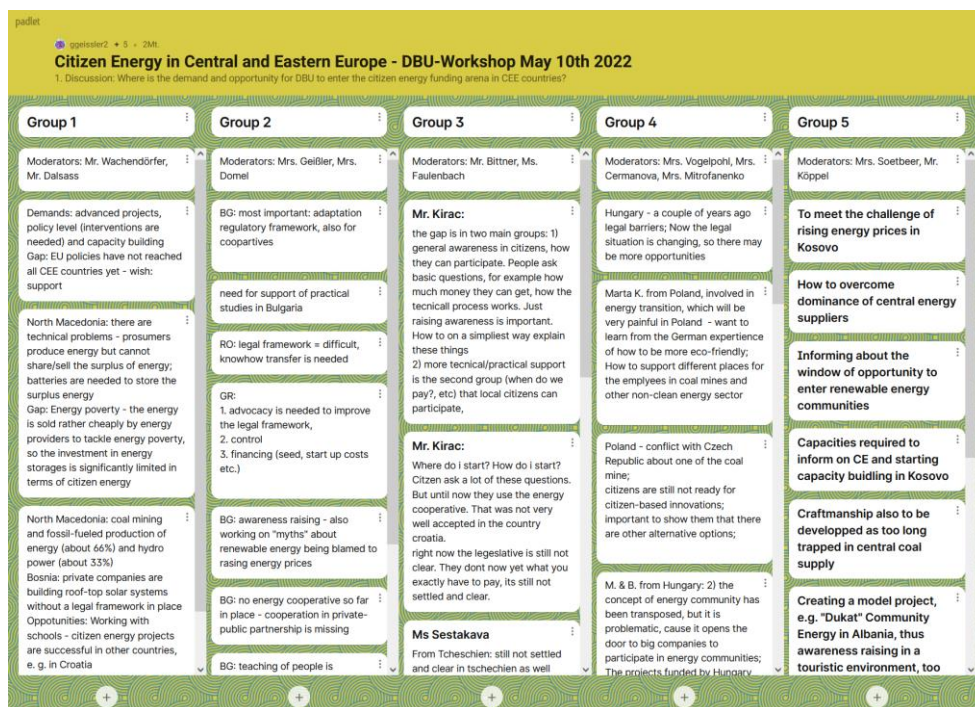 padlet
ggeissler2 • 5 • 2Mt.
Citizen Energy in Central and Eastern Europe - DBU-Workshop May 10th 2022
1. Discussion: Where is the demand and opportunity for DBU to enter the citizen energy funding arena in CEE countries?
Group 1
Moderators: Mr. Wachendörfer,
Mr. Dalsass
Demands: advanced projects,
policy level (interventions are
needed) and capacity building
Gap: EU policies have not reached
all CEE countries yet - wish:
support
North Macedonia: there are
technical problems - prosumers
produce energy but cannot
share/sell the surplus of energy;
batteries are needed to store the
surplus energy
Gap: Energy poverty - the energy
is sold rather cheaply by energy
providers to tackle energy poverty,
so the investment in energy
storages is significantly limited in
terms of citizen energy
North Macedonia: coal mining
and fossil-fueled production of
energy (about 66%) and hydro
power (about 33%)
Bosnia: private companies are
building roof-top solar systems
without a legal framework in place
Oppotunities: Working with
schools - citizen energy projects
are successful in other countries,
e. g. in Croatia
Group 2
Moderators: Mrs. Geißler, Mrs.
Domel
BG: most important: adaptation
regulatory framework, also for
coopartives
need for support of practical
studies in Bulgaria
RO: legal framework = difficult,
knowhow transfer is needed
GR:
1. advocacy is needed to improve
the legal framework,
2. control
3. financing (seed, start up costs
etc.)
BG: awareness raising - also
working on "myths" about
renewable energy being blamed to
rasing energy prices
BG: no energy cooperative so far
in place - cooperation in private-
public partnership is missing
BG: teaching of people is
Group 3
Moderators: Mr. Bittner, Ms.
Faulenbach
Mr. Kirac:
the gap is in two main groups: 1)
general awareness in citizens, how
they can participate. People ask
basic questions, for example how
much money they can get, how the
tecnicall process works. Just
raising awareness is important.
How to on a simpliest way explain
these things
2) more tecnical/practical support
is the second group (when do we
pay?, etc) that local citizens can
participate,
Mr. Kirac:
Where do i start? How do i start?
Citzen ask a lot of these questions.
But until now they use the energy
cooperative. That was not very
well accepted in the country
croatia.
right now the legeslative is still not
clear. They dont now yet what you
exactly have to pay, its still not
settled and clear.
Ms Sestakava
From Tcheschien: still not settled
and clear in tschechien as well
Group 4
Moderators: Mrs. Vogelpohl, Mrs.
Cermanova, Mrs. Mitrofanenko
Hungary - a couple of years ago
legal barriers; Now the legal
situation is changing, so there may
be more opportunities
Marta K. from Poland, involved in
energy transition, which will be
very painful in Poland - want to
learn from the German expertience
of how to be more eco-friendly;
How to support different places for
the emplyees in coal mines and
other non-clean energy sector
Poland - conflict with Czech
Republic about one of the coal
mine;
citizens are still not ready for
citizen-based innovations;
important to show them that there
are other alternative options;
M. & B. from Hungary: 2) the
concept of energy community has
been transposed, but it is
problematic, cause it opens the
door to big companies to
participate in energy communities;
The projects funded by Hungary
Group 5
Moderators: Mrs. Soetbeer, Mr.
Köppel
To meet the challenge of
rising energy prices in
Kosovo
How to overcome
dominance of central energy
suppliers
Informing about the
window of opportunity to
enter renewable energy
communities
Capacities required to
inform on CE and starting
capacity buidling in Kosovo
Craftmanship also to be
developped as too long
trapped in central coal
supply
Creating a model project,
e.g. "Dukat" Community
Energy in Albania, thus
awareness raising in a
touristic environment, too